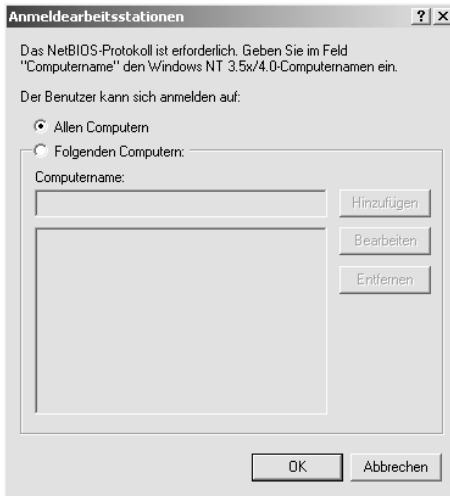 Anmeldearbeitsstationen
Das NetBIOS-Protokoll ist erforderlich. Geben Sie im Feld
"Computername" den Windows NT 3.5x/4.0-Computernamen ein.
Der Benutzer kann sich anmelden auf:
Allen Computern
Folgenden Computern:
Computername:
Hinzufügen
Bearbeiten
Entfernen
OK
Abbrechen